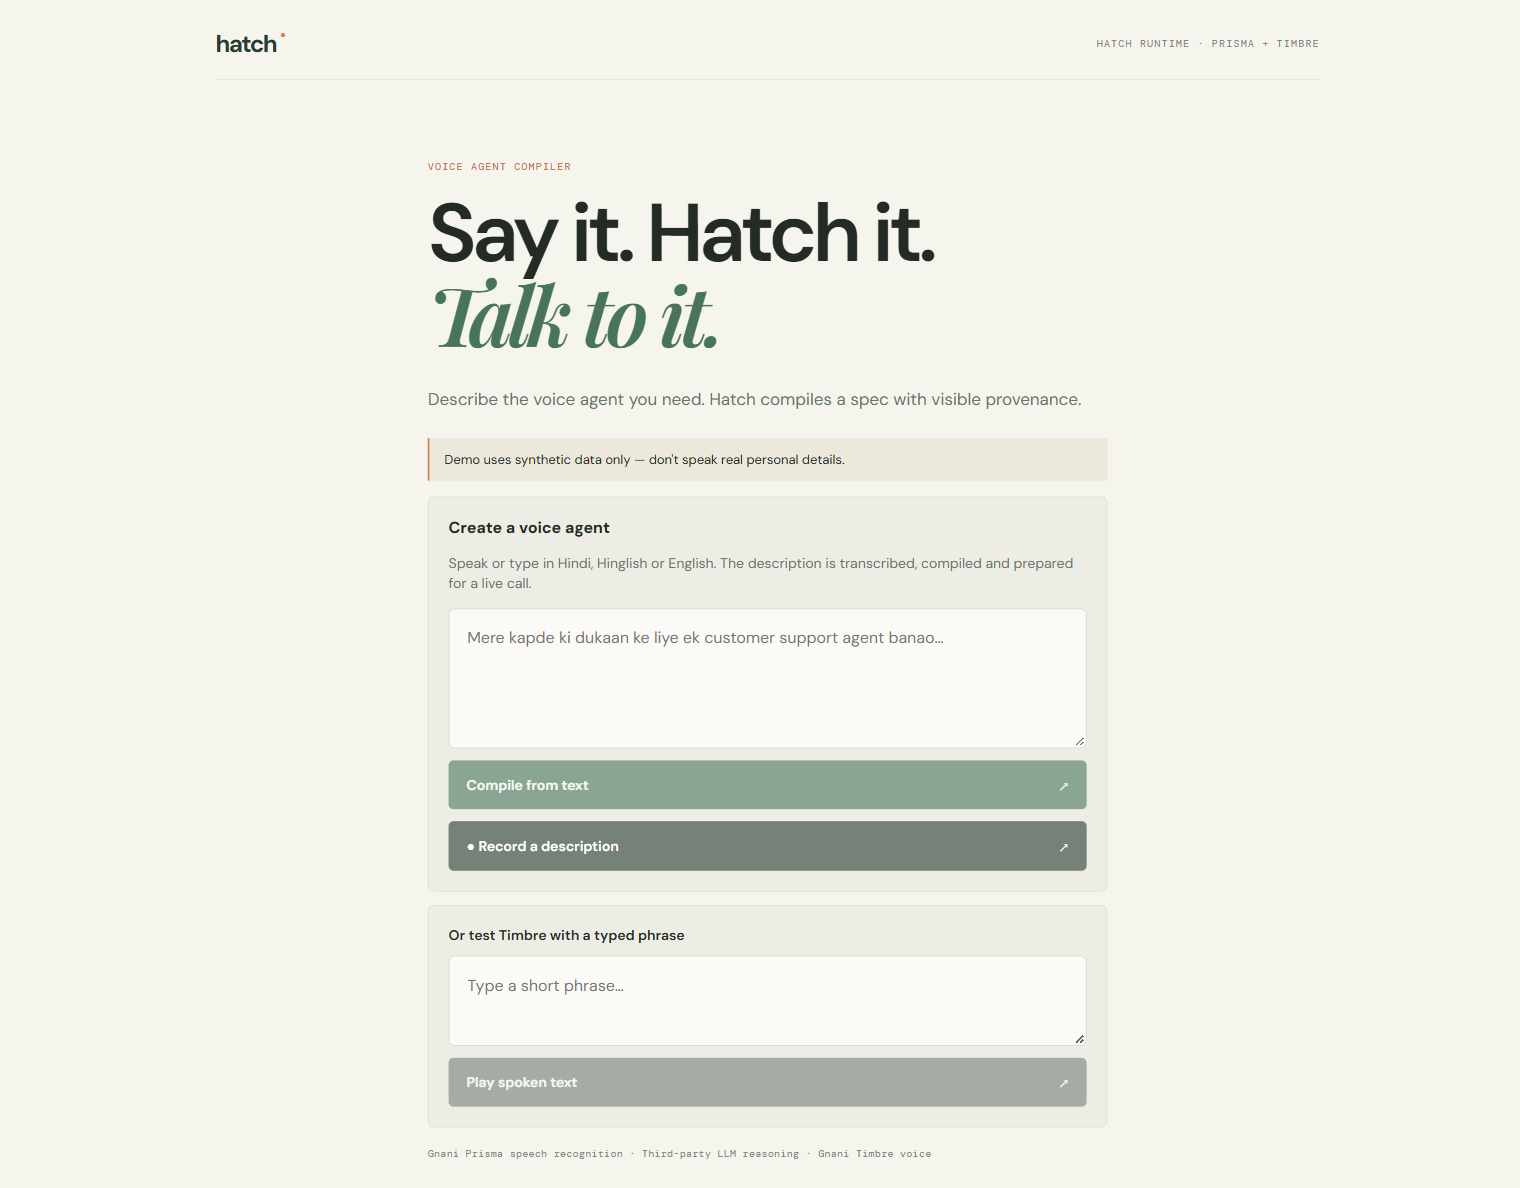 hatch
HATCH RUNTIME · PRISMA + TIMBRE
VOICE AGENT COMPILER
Say it. Hatch it.
Talk to it.
Describe the voice agent you need. Hatch compiles a spec with visible provenance.
Demo uses synthetic data only — don't speak real personal details.
Create a voice agent
Speak or type in Hindi, Hinglish or English. The description is transcribed, compiled and prepared
for a live call.
Mere kapde ki dukaan ke liye ek customer support agent banao…
Compile from text ↗
● Record a description ↗
Or test Timbre with a typed phrase
Type a short phrase…
Play spoken text ↗
Gnani Prisma speech recognition · Third-party LLM reasoning · Gnani Timbre voice